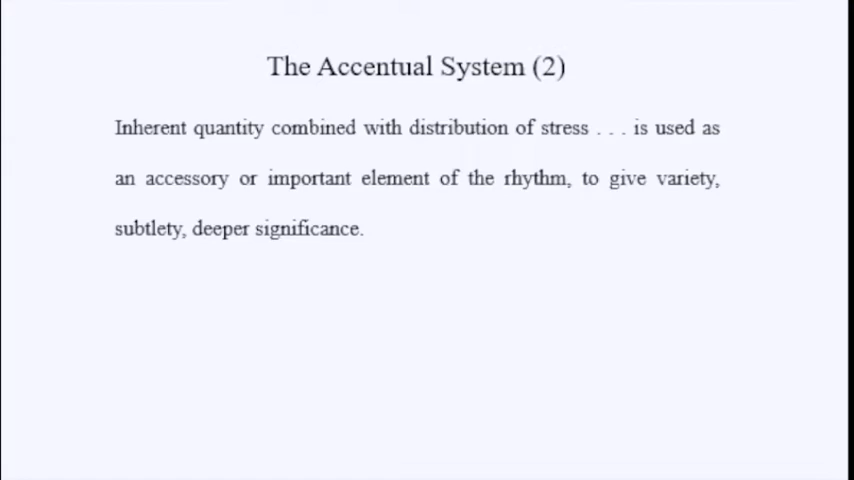 The Accentual System (2)
Inherent quantity combined with distribution of stress . . . is used as
an accessory or important element of the rhythm, to give variety,
subtlety, deeper significance.